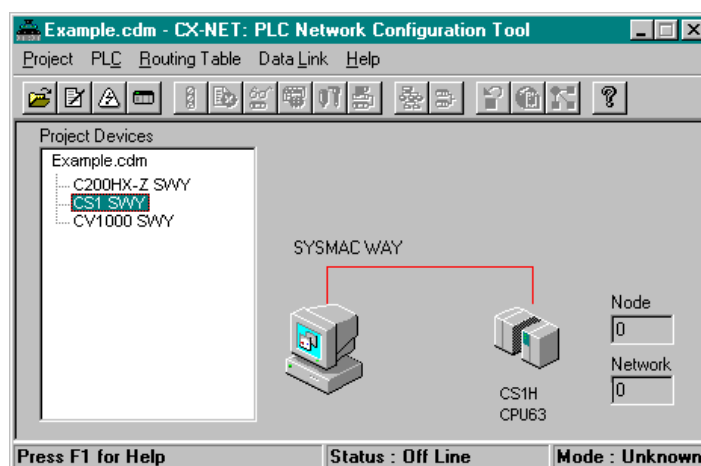 Example.cdm - CX-NET: PLC Network Configuration Tool
Project PLC Routing Table Data Link Help
Project Devices
Example.cdm
C200HX-Z SWY
CS1 SWY
CV1000 SWY
SYSMAC WAY
Node
0
Network
0
CS1H
CPU63
Press F1 for Help Status : Off Line Mode : Unknown